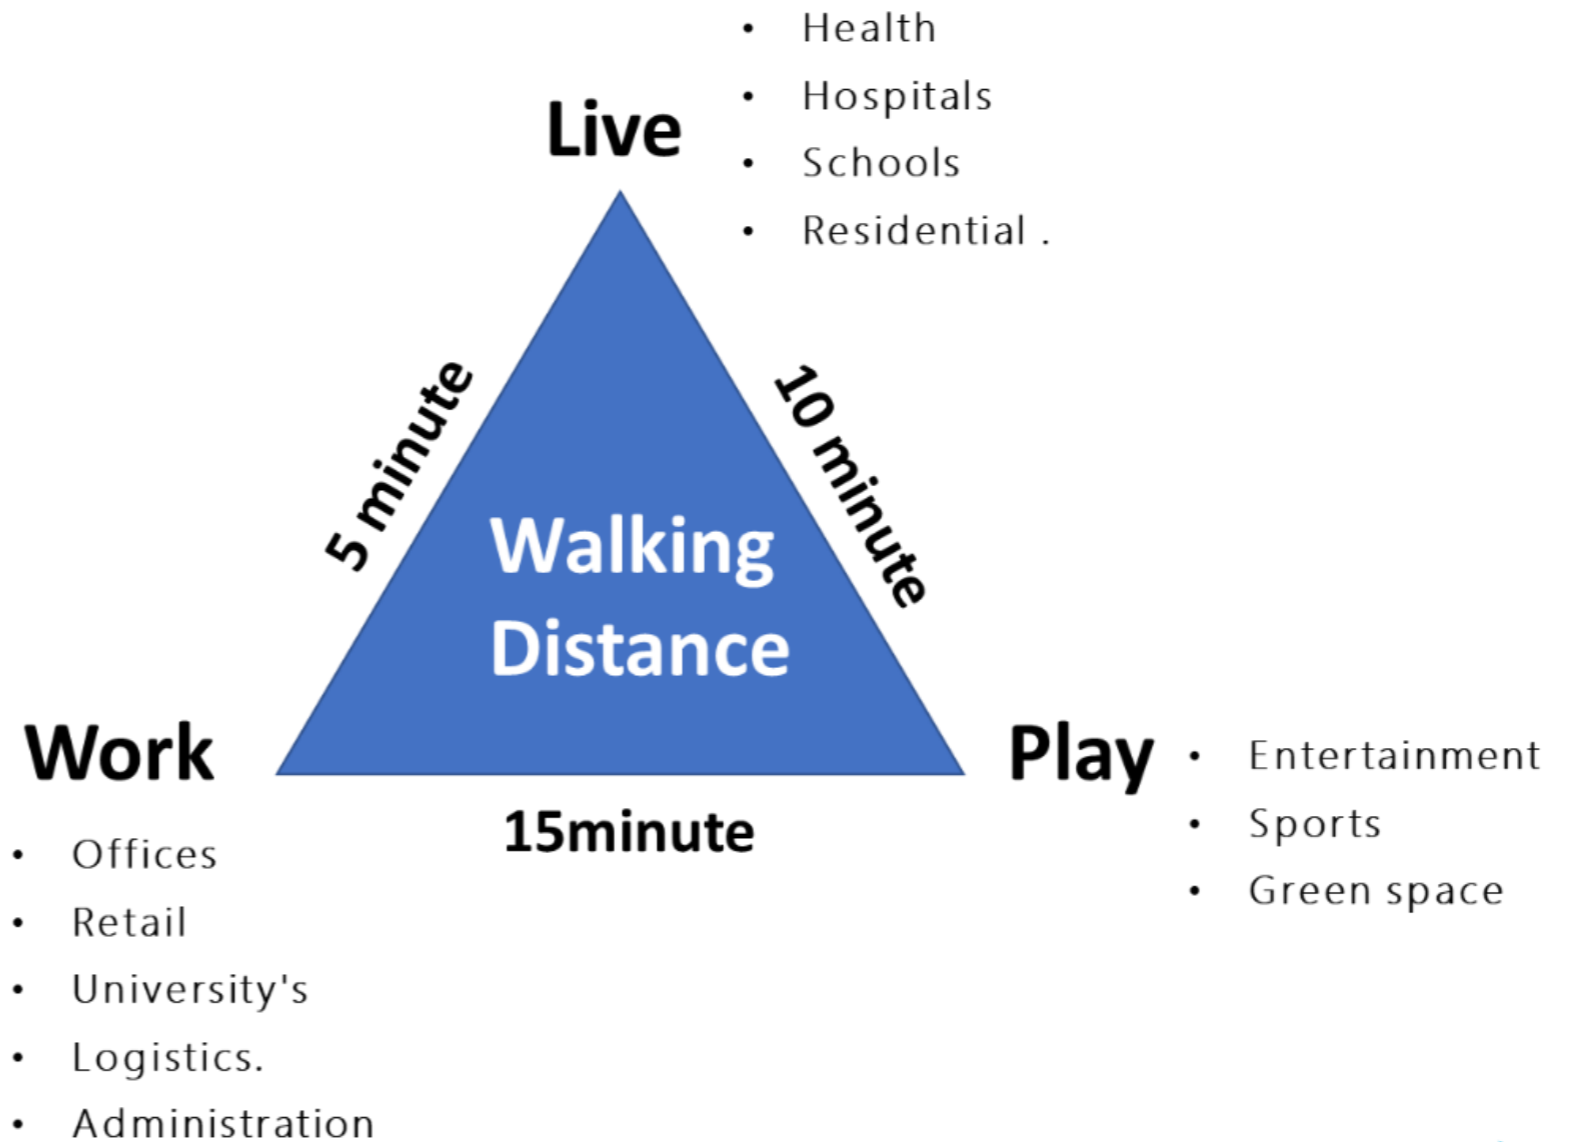 • Health
• Hospitals
• Schools
• Residential .
Live
5 minute
10 minute
Walking
Distance
Work
15minute
Play
• Entertainment
• Sports
• Green space
• Offices
• Retail
• University's
• Logistics.
• Administration